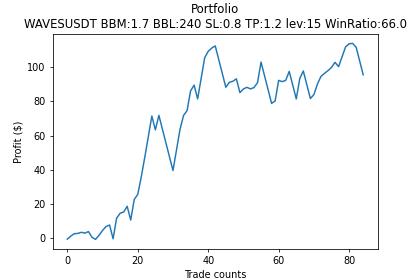 Portfolio
WAVESUSDT BBM:1.7 BBL:240 SL:0.8 TP:1.2 lev:15 WinRatio:66.0
100
80
60
40
20
0
Profit ($)
0 20 40 60 80
Trade counts